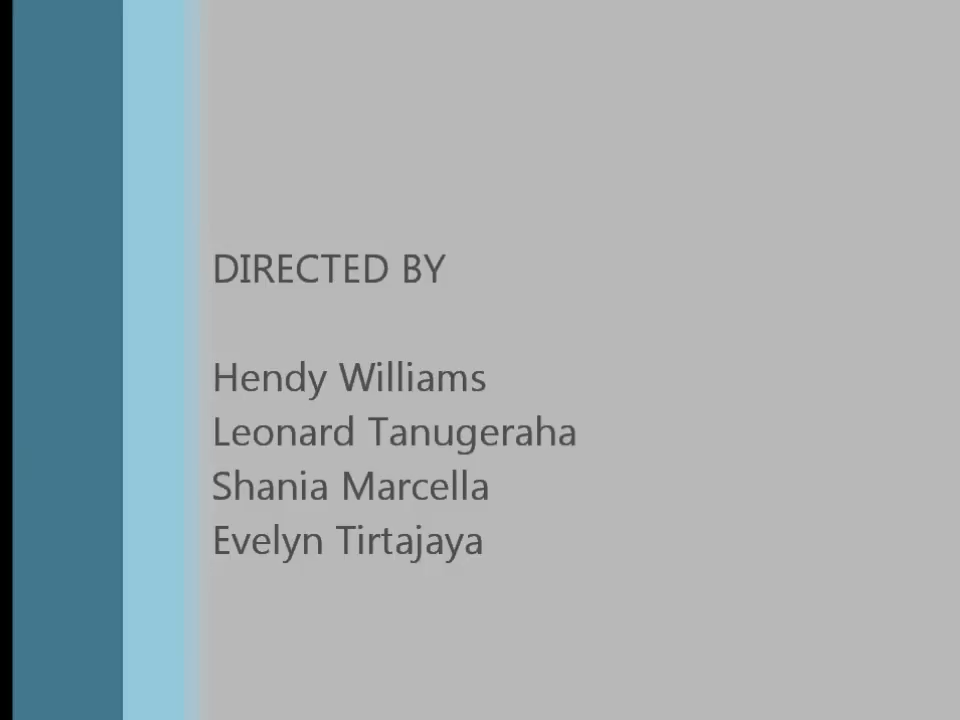 DIRECTED BY
Hendy Williams
Leonard Tanugeraha
Shania Marcella
Evelyn Tirtajaya